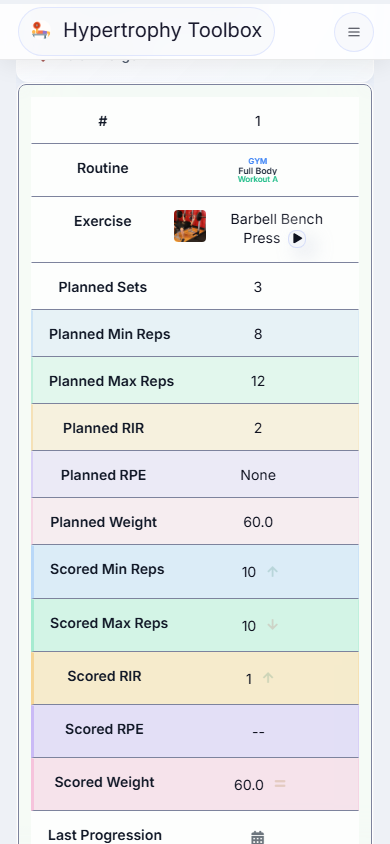 Hypertrophy Toolbox
# 1
Routine
GYM
Full Body
Workout A
Exercise
Barbell Bench
Press
Planned Sets 3
Planned Min Reps 8
Planned Max Reps 12
Planned RIR 2
Planned RPE None
Planned Weight 60.0
Scored Min Reps 10 ↑
Scored Max Reps 10 ↓
Scored RIR 1 ↑
Scored RPE --
Scored Weight 60.0 =
Last Progression